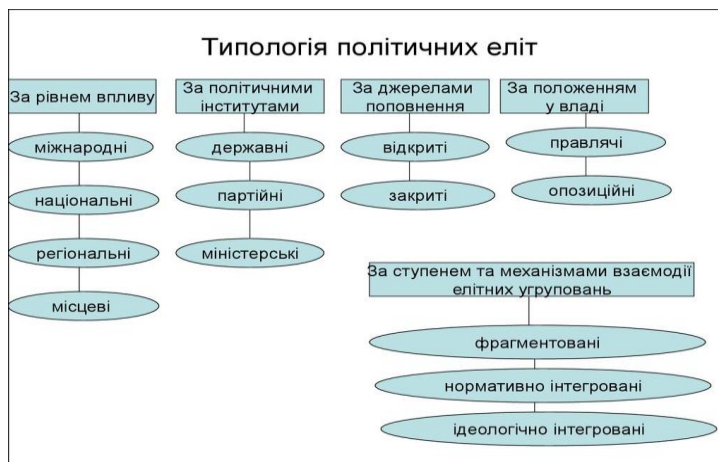 Типологія політичних еліт
За рівнем впливу
міжнародні
національні
регіональні
місцеві
За політичними
інститутами
державні
партійні
міністерські
За джерелами
поповнення
відкриті
закриті
За положенням
у владі
правлячі
опозиційні
За ступенем та механізмами взаємодії
елітних угруповань
фрагментовані
нормативно інтегровані
ідеологічно інтегровані